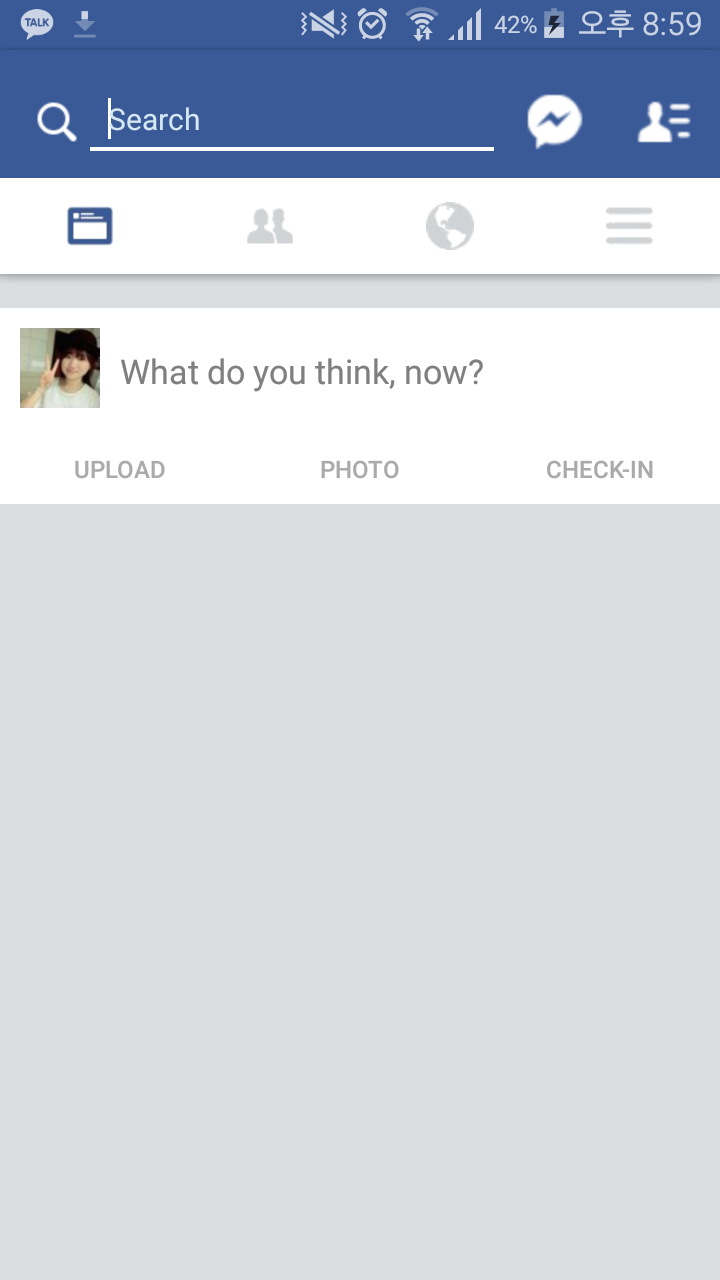 TALK 42% 오후 8:59
Search
What do you think, now?
UPLOAD PHOTO CHECK-IN